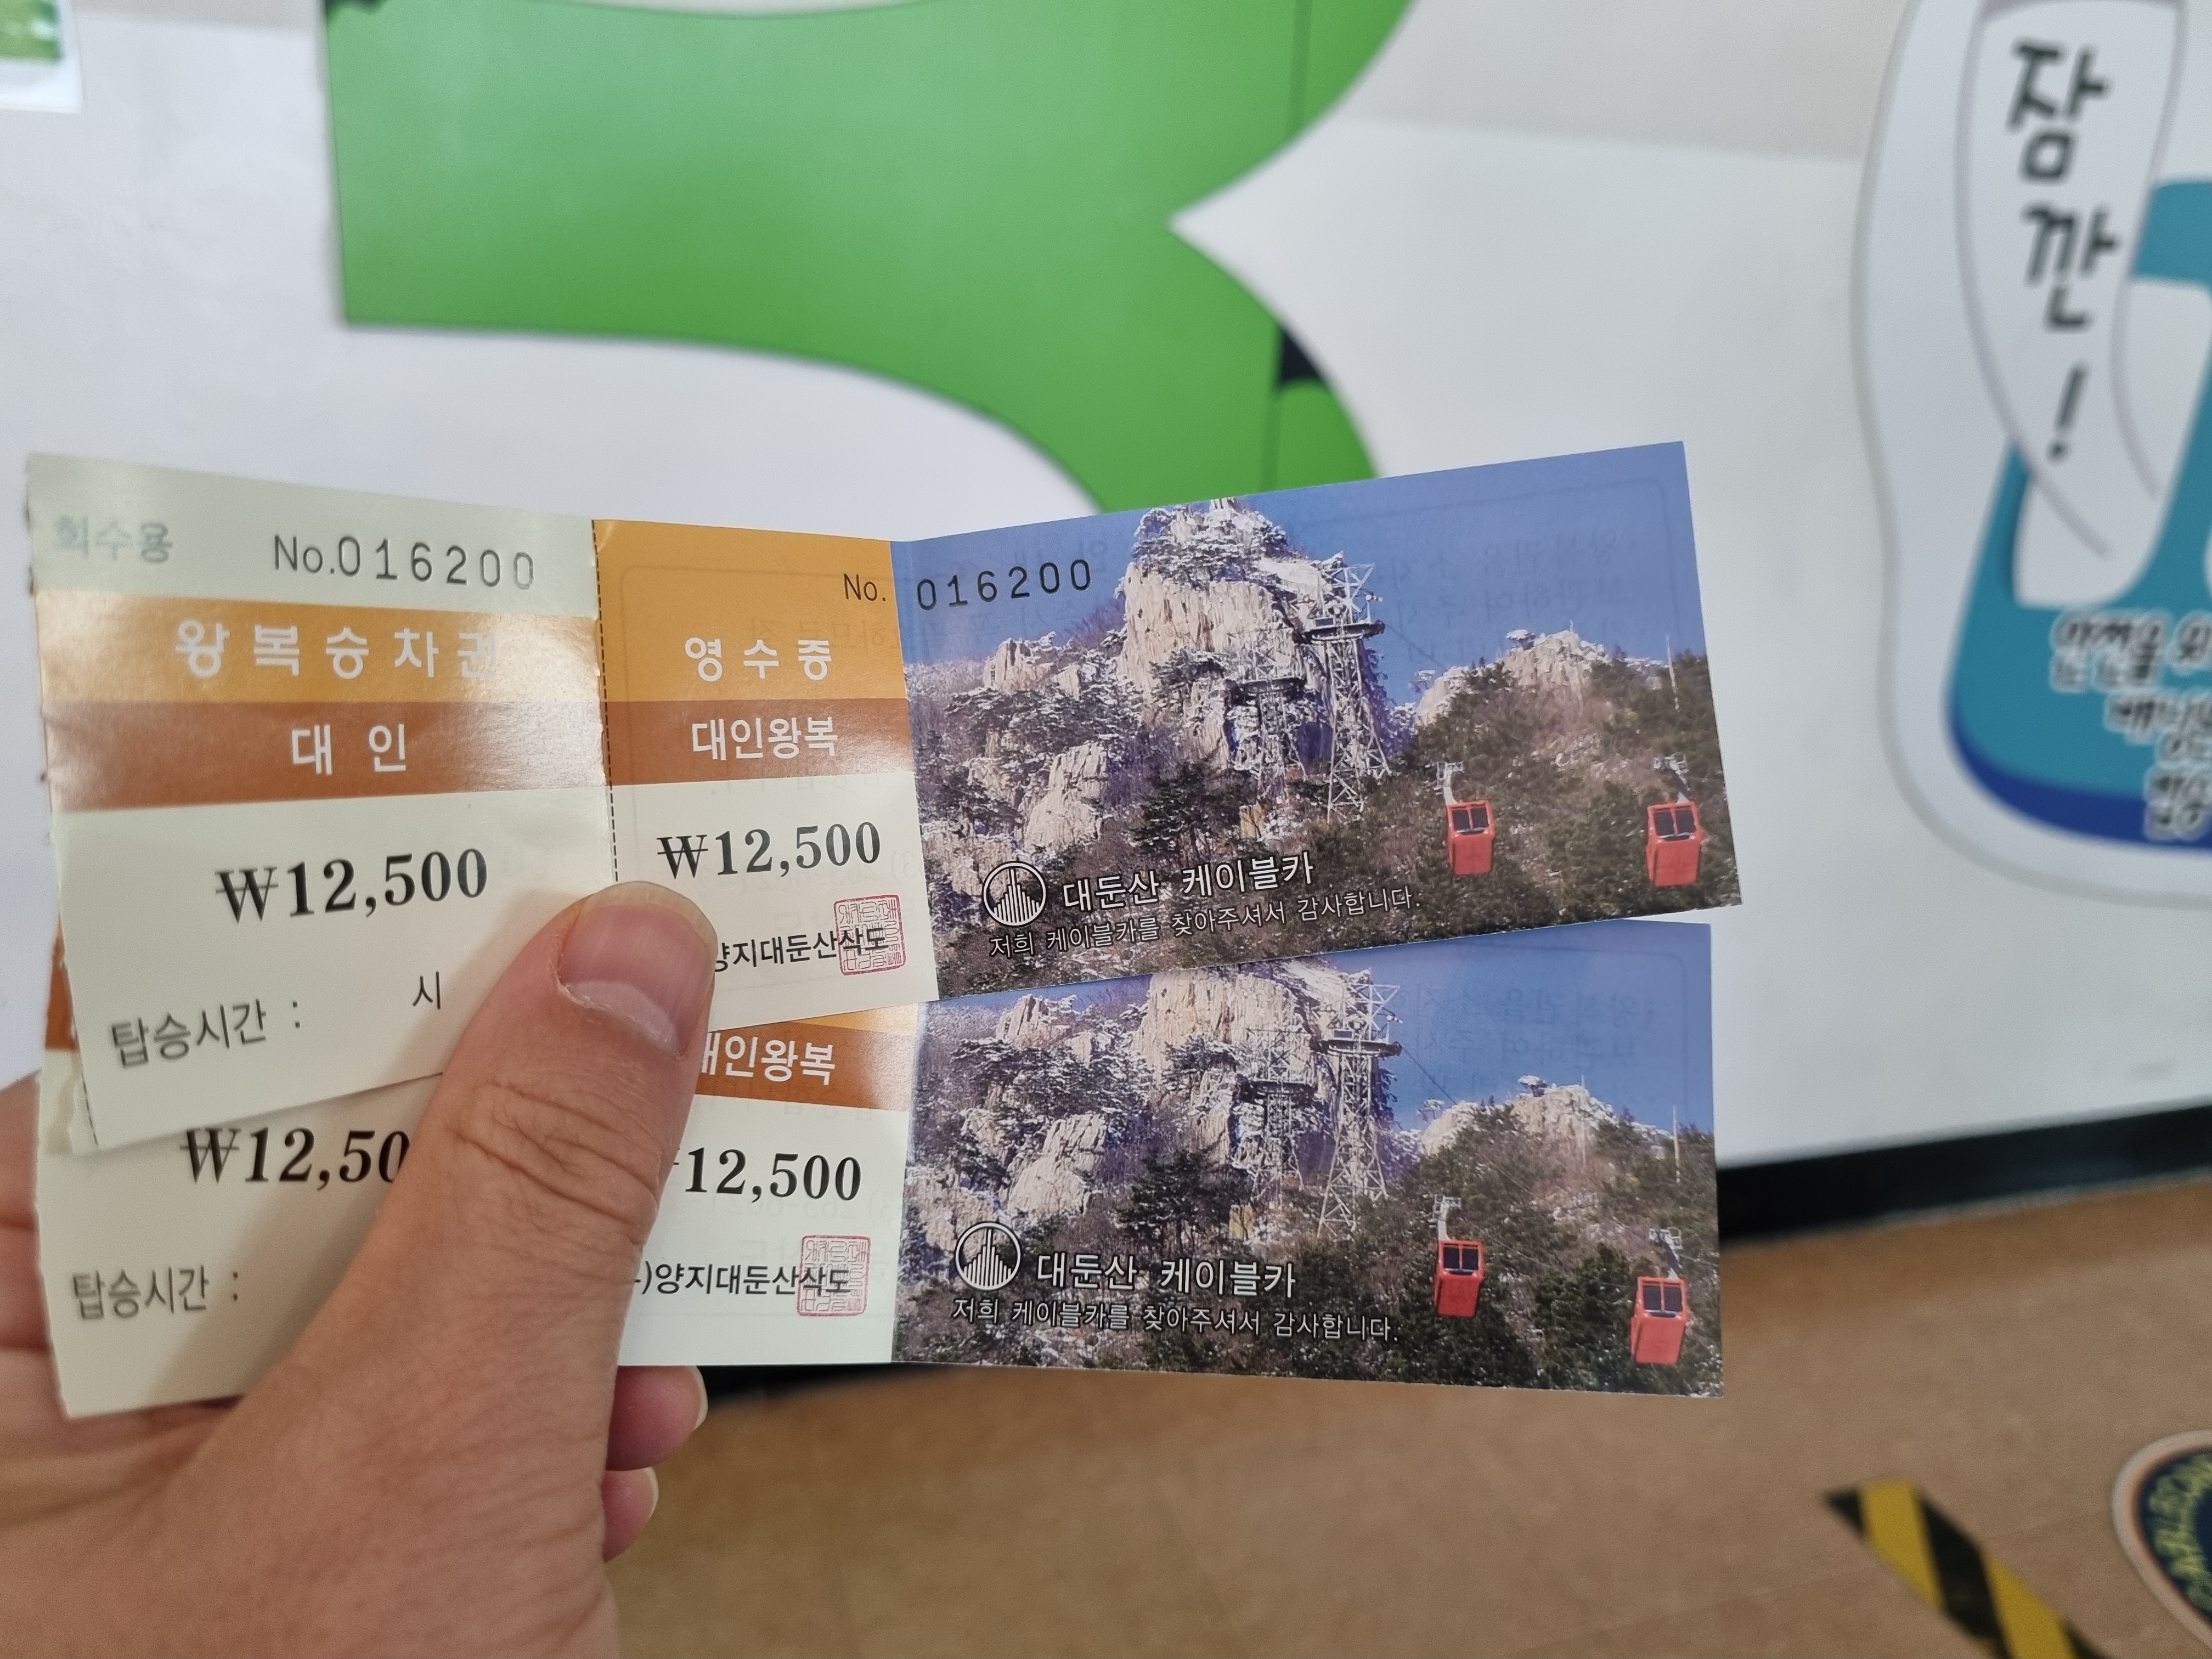 잠
깐
!
안전을 위
회수용
No.016200
왕복승차권
대인
₩12,500
탑승시간 : 시
No. 016200
영수증
대인왕복
₩12,500
양지대둔산삭도
대둔산 케이블카
저희 케이블카를 찾아주셔서 감사합니다.
₩12,50
탑승시간 :
대인왕복
12,500
)양지대둔산삭도
대둔산 케이블카
저희 케이블카를 찾아주셔서 감사합니다.